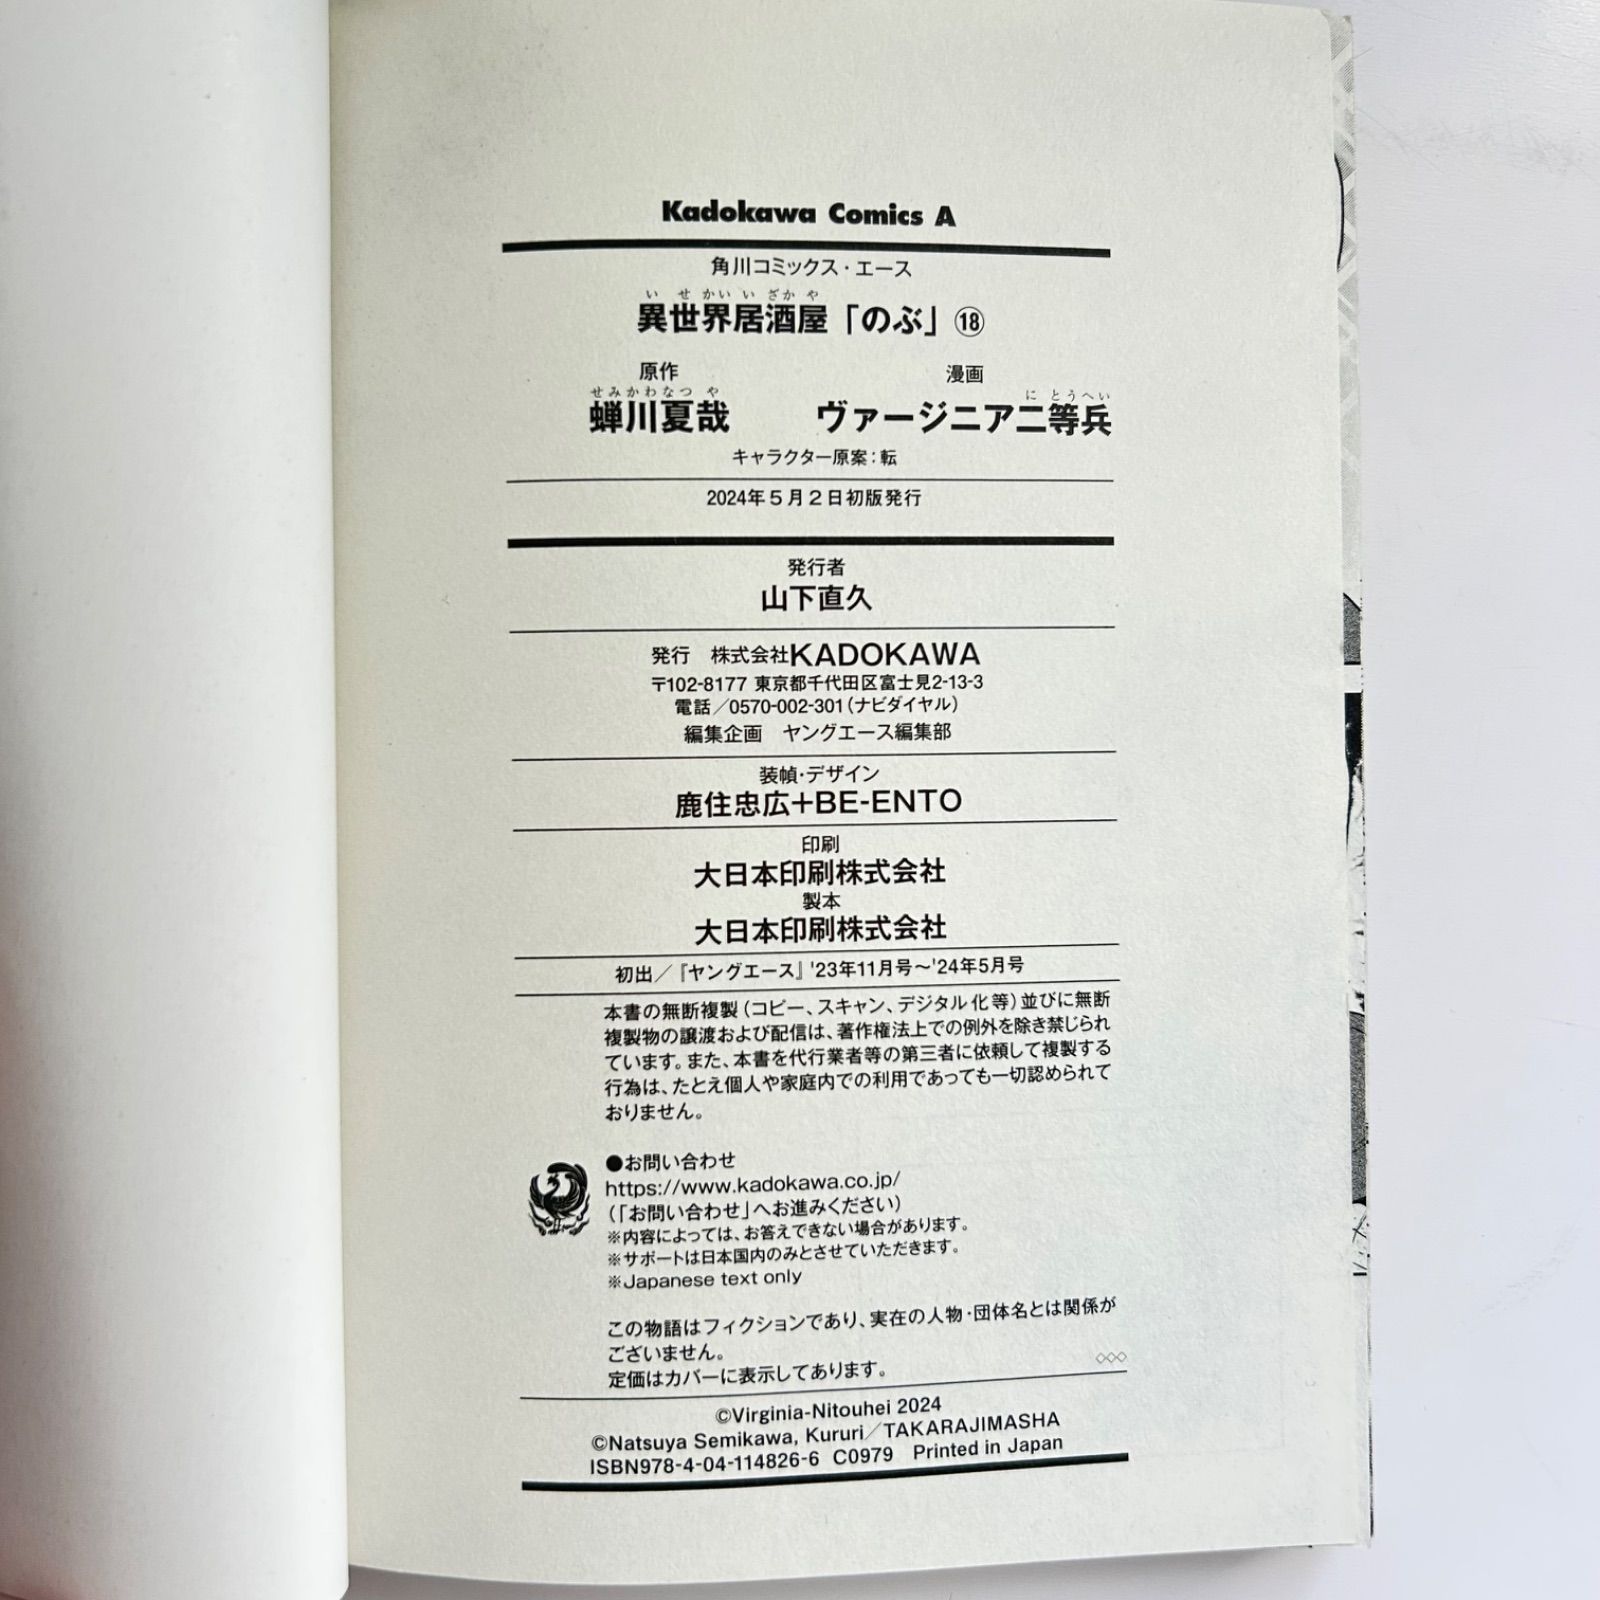 Kadokawa Comics A
角川コミックス・エース
い せ かい い ざか や
異世界居酒屋「のぶ」⑱
原作 漫画
せみかわなつ や に とうへい
蝉川夏哉 ヴァージニア二等兵
キャラクター原案：転
2024年5月2日初版発行
発行者
山下直久
発行 株式会社KADOKAWA
〒102-8177 東京都千代田区富士見2-13-3
電話／0570-002-301（ナビダイヤル）
編集企画 ヤングエース編集部
装幀・デザイン
鹿住忠広+BE-ENTO
印刷
大日本印刷株式会社
製本
大日本印刷株式会社
初出／『ヤングエース』'23年11月号～'24年5月号
本書の無断複製（コピー、スキャン、デジタル化等）並びに無断
複製物の譲渡および配信は、著作権法上での例外を除き禁じられ
ています。また、本書を代行業者等の第三者に依頼して複製する
行為は、たとえ個人や家庭内での利用であっても一切認められて
おりません。
●お問い合わせ
https://www.kadokawa.co.jp/
（「お問い合わせ」へお進みください）
※内容によっては、お答えできない場合があります。
※サポートは日本国内のみとさせていただきます。
※Japanese text only
この物語はフィクションであり、実在の人物・団体名とは関係が
ございません。
定価はカバーに表示してあります。
◇◇◇
©Virginia-Nitouhei 2024
©Natsuya Semikawa, Kururi／TAKARAJIMASHA
ISBN978-4-04-114826-6 C0979 Printed in Japan